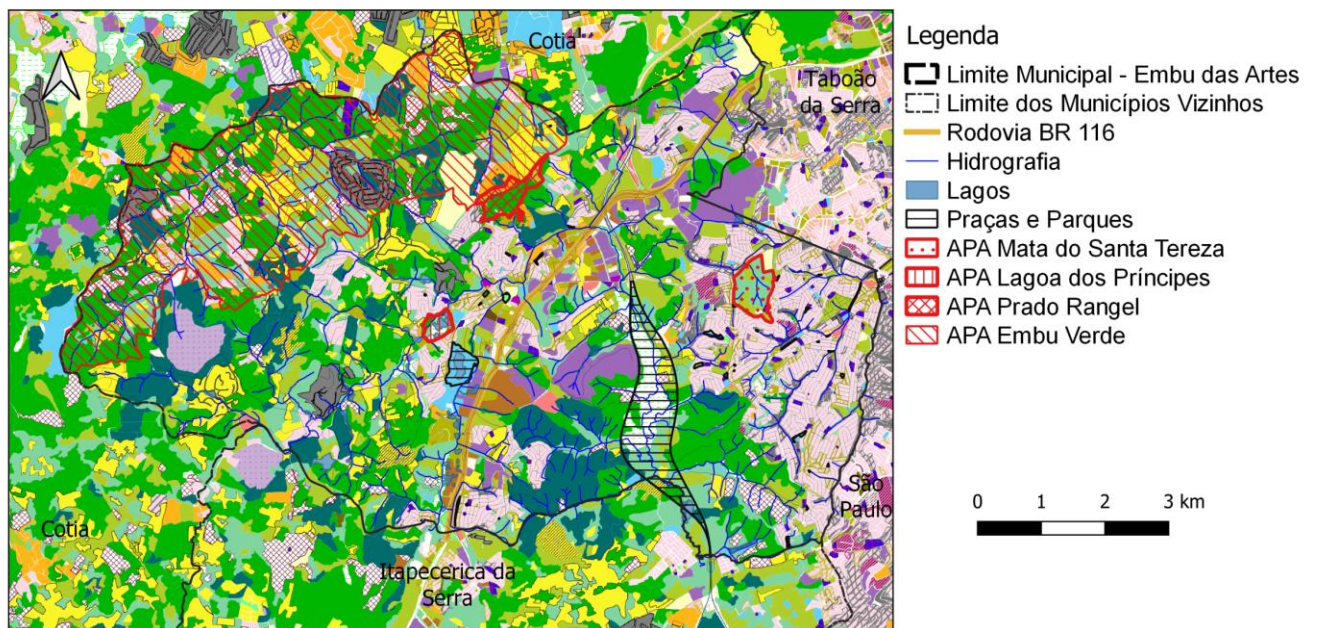 Cotia
Taboão
da Serra
São
Paulo
Cotia
Itapecerica da
Serra
Legenda
Limite Municipal - Embu das Artes
Limite dos Municípios Vizinhos
Rodovia BR 116
Hidrografia
Lagos
Praças e Parques
APA Mata do Santa Tereza
APA Lagoa dos Príncipes
APA Prado Rangel
APA Embu Verde
0 1 2 3 km